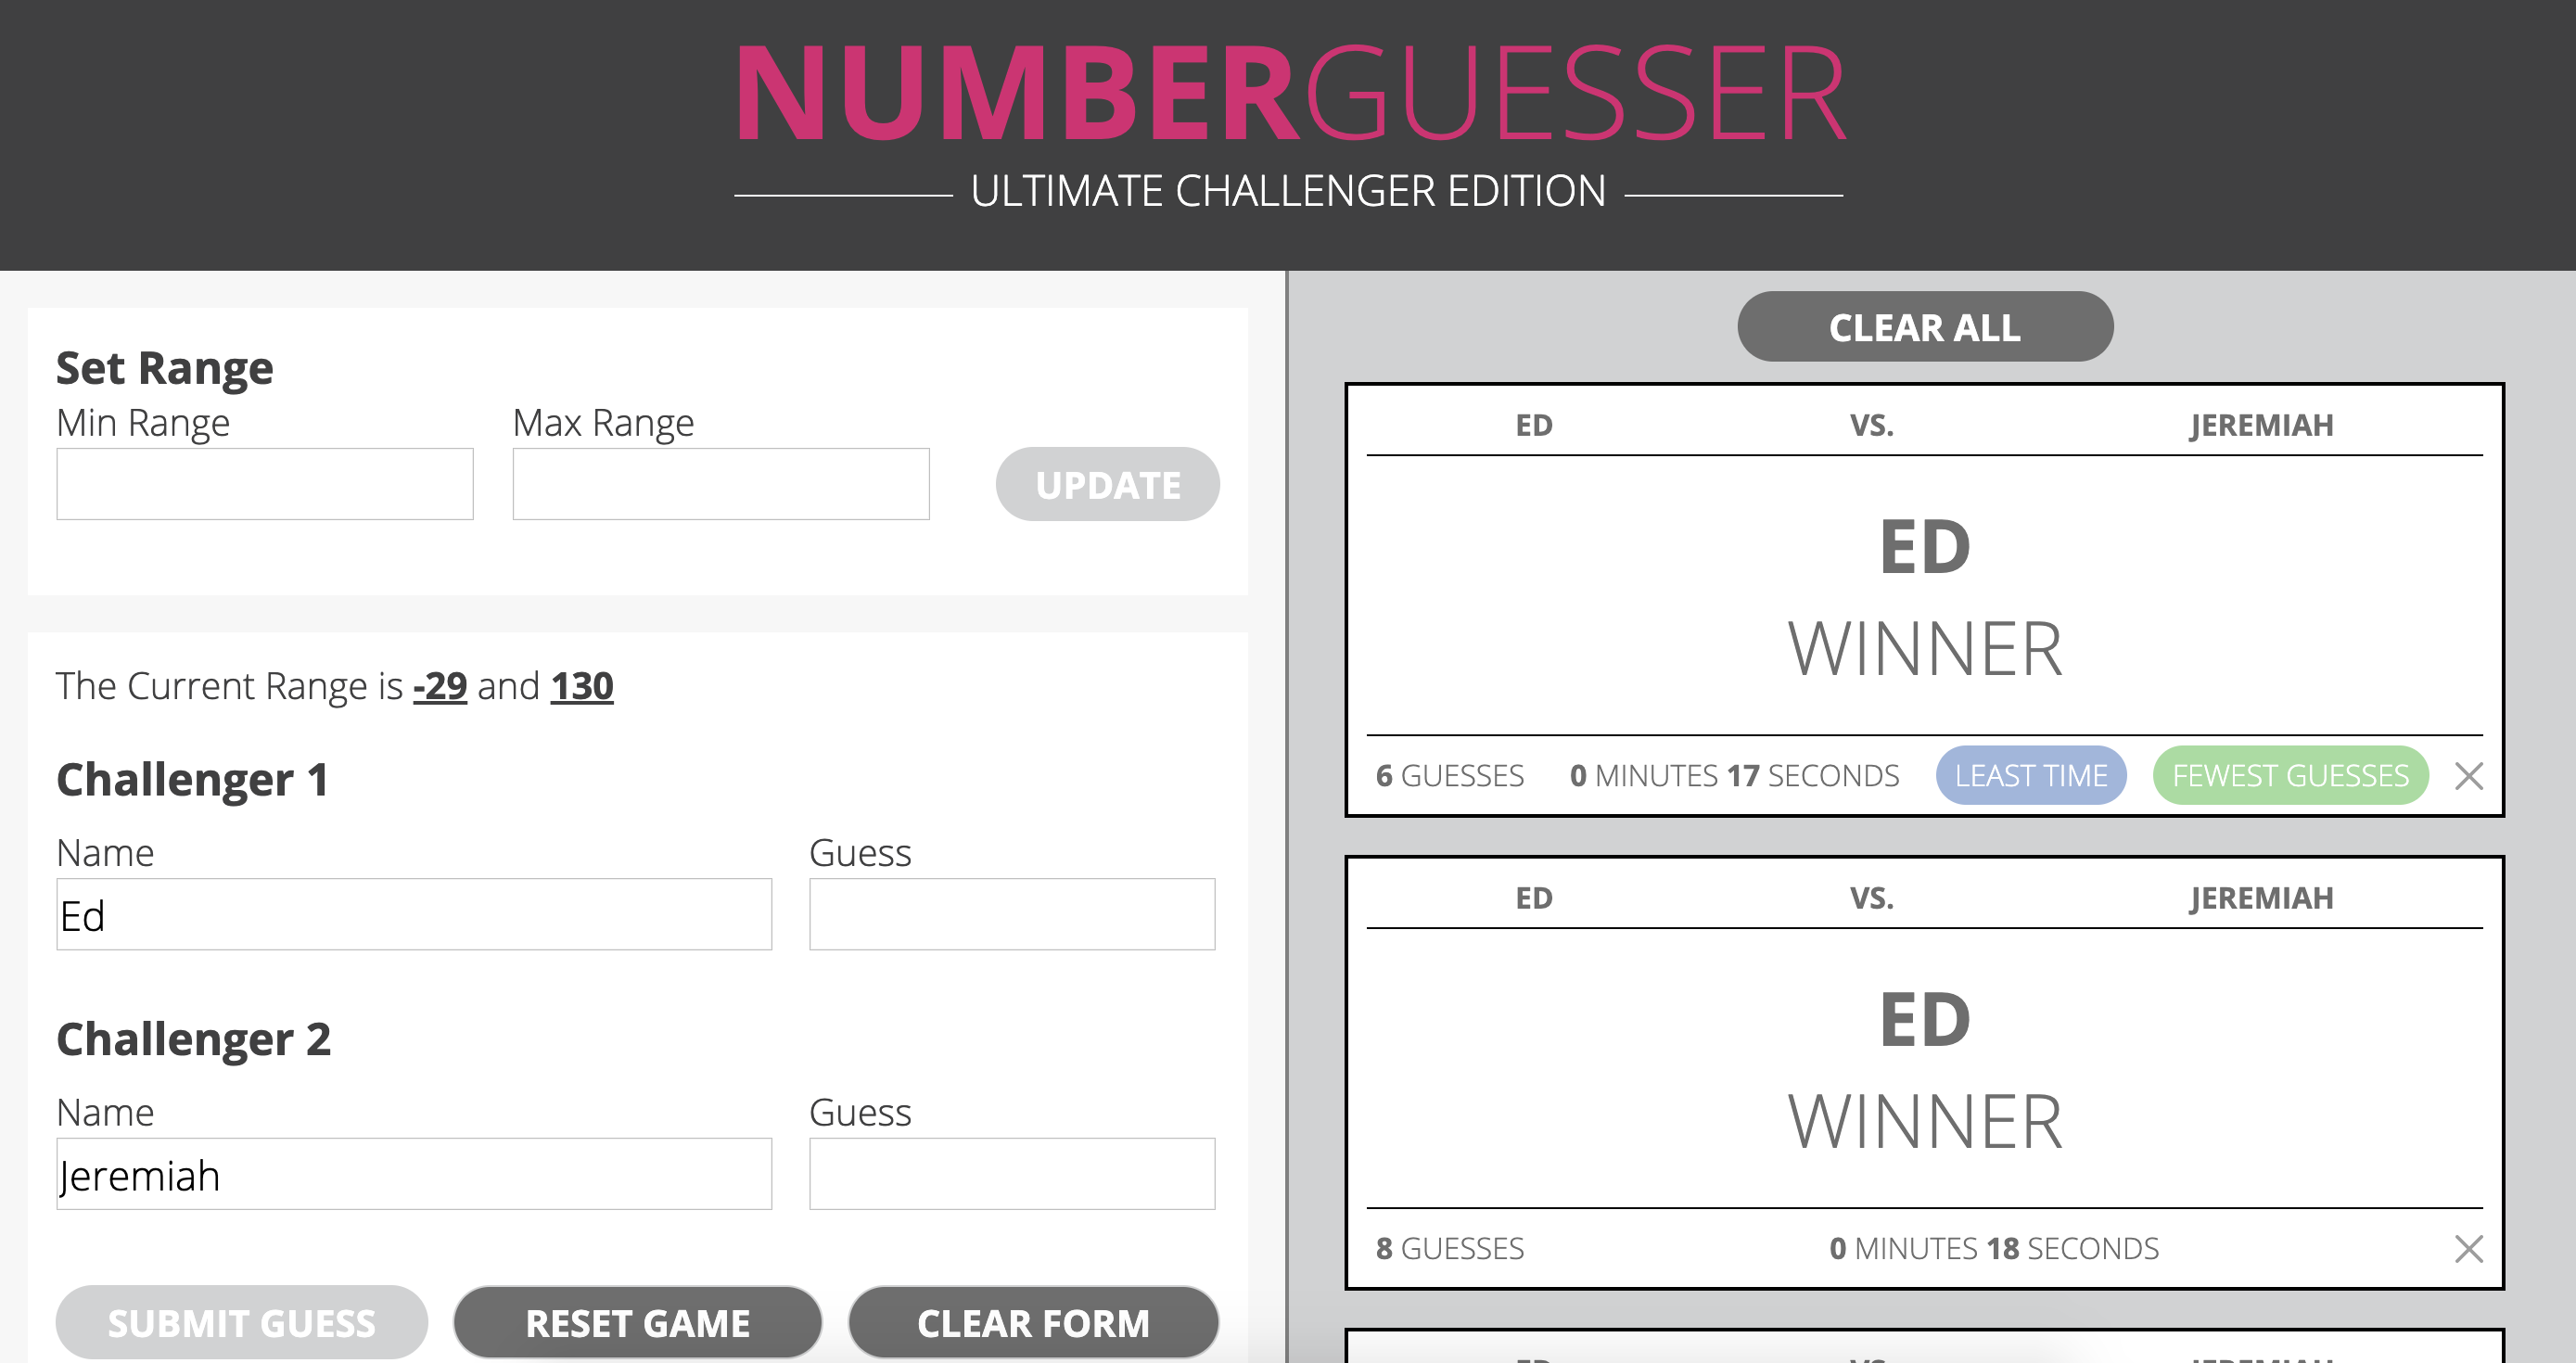 NUMBERGUESSER
ULTIMATE CHALLENGER EDITION
Set Range
Min Range
Max Range
UPDATE
The Current Range is -29 and 130
Challenger 1
Name
Guess
Ed
Challenger 2
Name
Guess
Jeremiah
SUBMIT GUESS
RESET GAME
CLEAR FORM
CLEAR ALL
ED VS. JEREMIAH
ED
WINNER
6 GUESSES 0 MINUTES 17 SECONDS LEAST TIME FEWEST GUESSES
ED VS. JEREMIAH
ED
WINNER
8 GUESSES 0 MINUTES 18 SECONDS